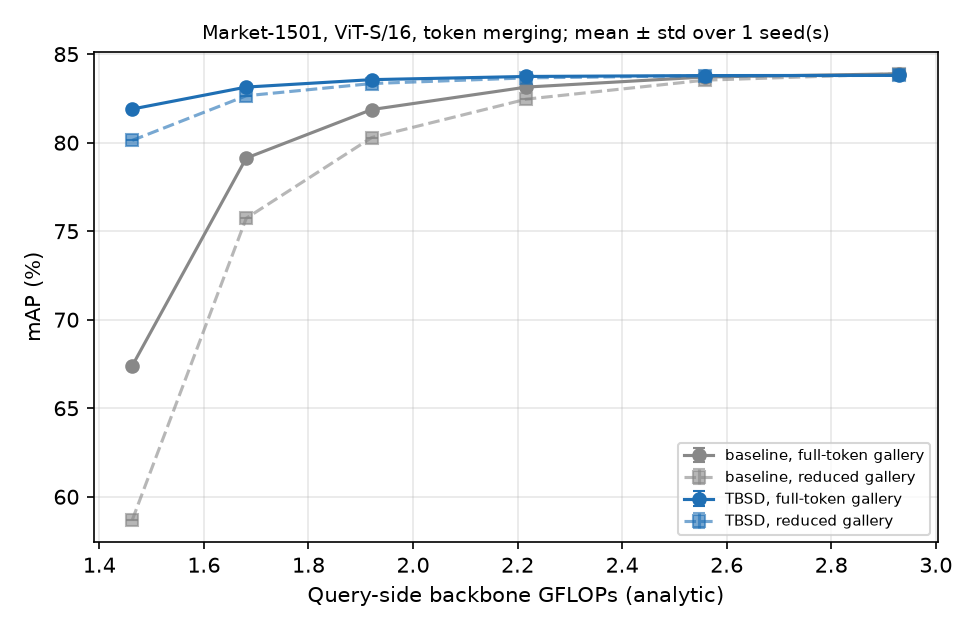 Market-1501, ViT-S/16, token merging; mean ± std over 1 seed(s)
85
80
75
70
65
60
mAP (%)
1.4 1.6 1.8 2.0 2.2 2.4 2.6 2.8 3.0
Query-side backbone GFLOPs (analytic)
baseline, full-token gallery
baseline, reduced gallery
TBSD, full-token gallery
TBSD, reduced gallery